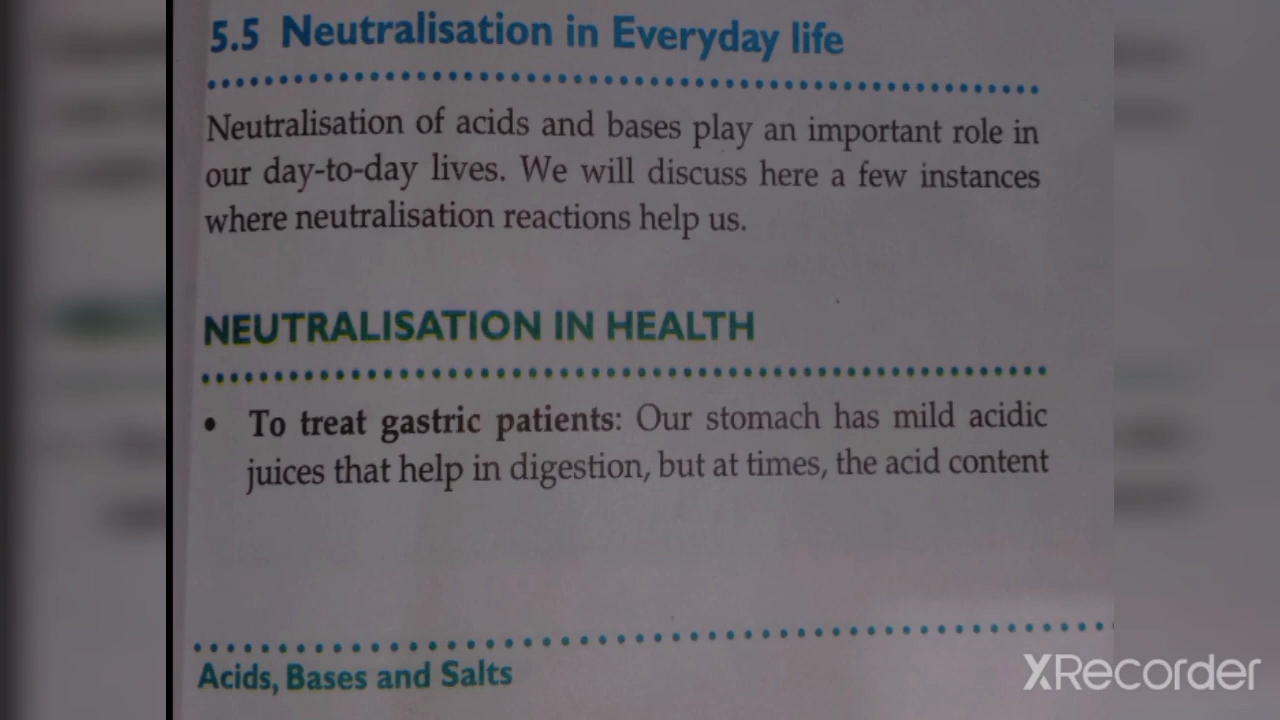 5.5 Neutralisation in Everyday life
Neutralisation of acids and bases play an important role in
our day-to-day lives. We will discuss here a few instances
where neutralisation reactions help us.
NEUTRALISATION IN HEALTH
• To treat gastric patients: Our stomach has mild acidic
juices that help in digestion, but at times, the acid content
Acids, Bases and Salts
XRecorder